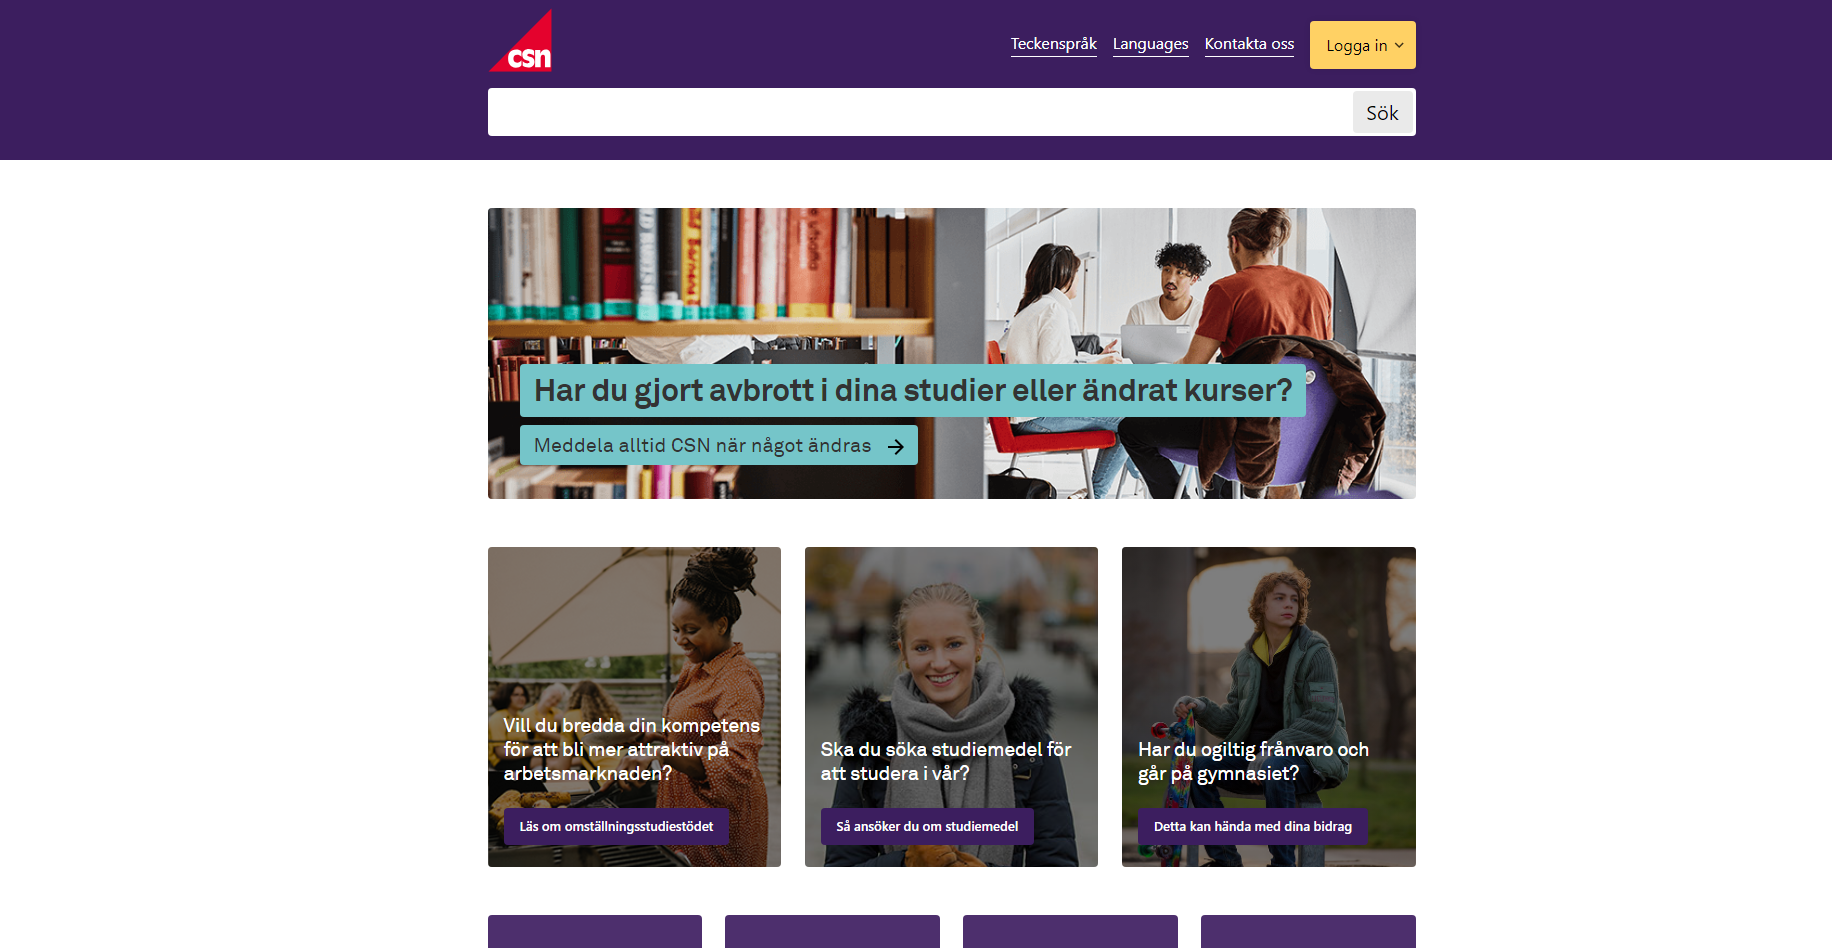 csn
Teckenspråk Languages Kontakta oss Logga in
Sök
Har du gjort avbrott i dina studier eller ändrat kurser?
Meddela alltid CSN när något ändras
Vill du bredda din kompetens
för att bli mer attraktiv på
arbetsmarknaden?
Läs om omställningsstudiestödet
Ska du söka studiemedel för
att studera i vår?
Så ansöker du om studiemedel
Har du ogiltig frånvaro och
går på gymnasiet?
Detta kan hända med dina bidrag